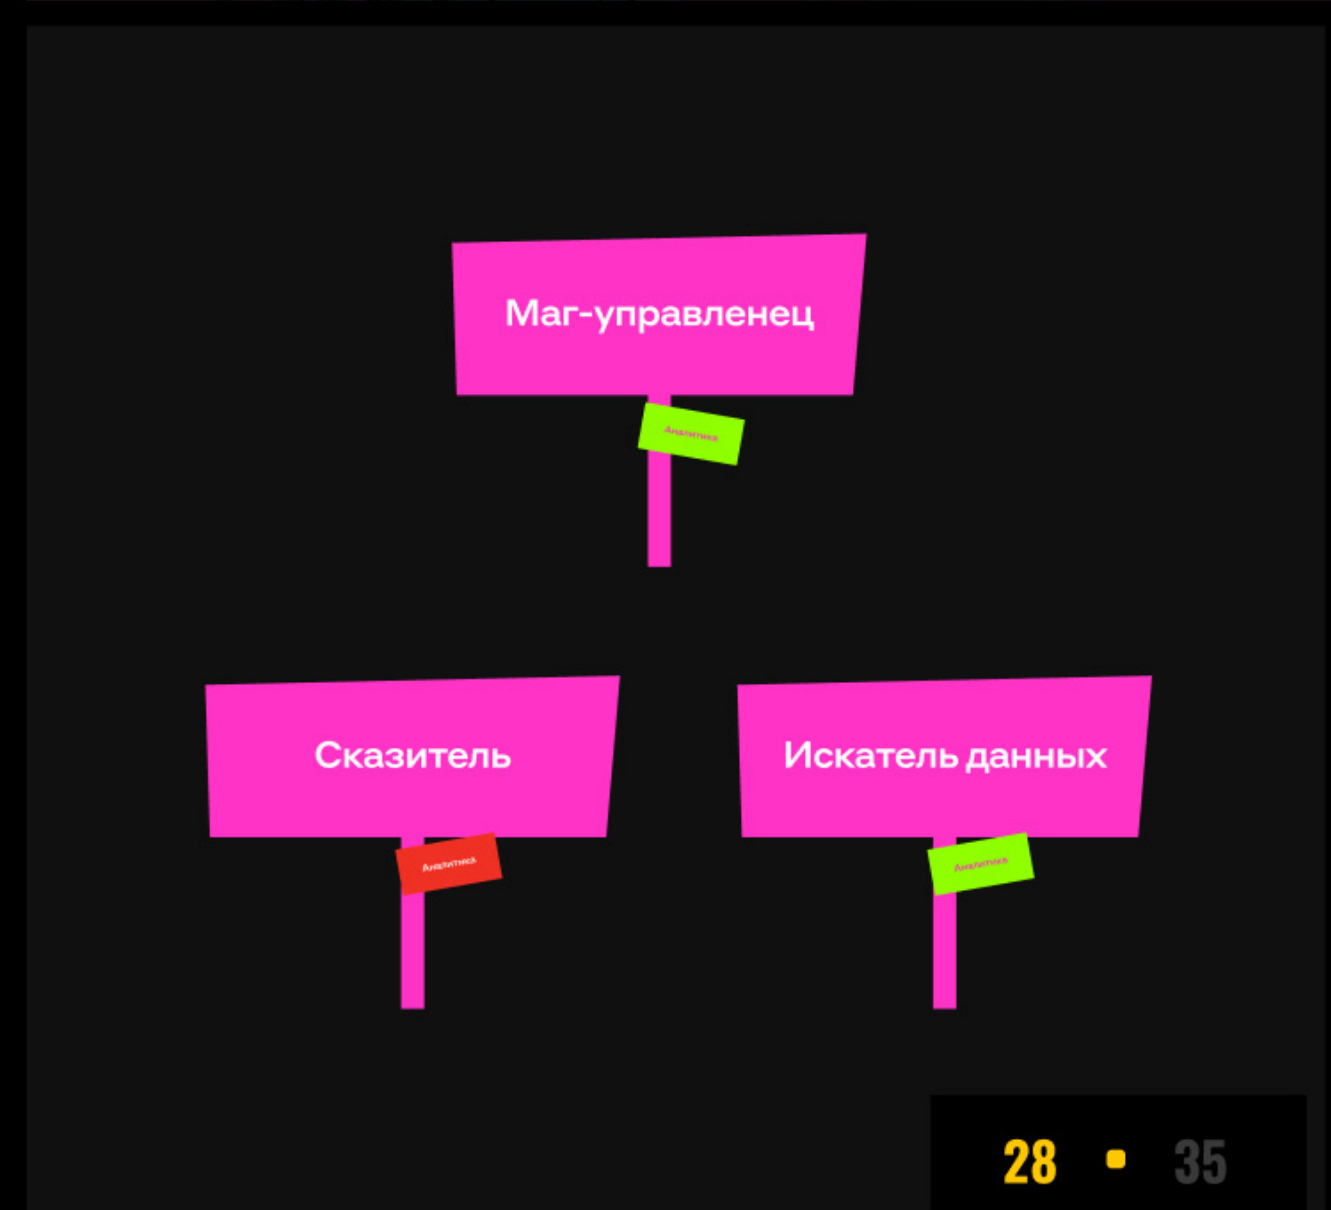 Маг-управленец
Аналитика
Сказитель
Искатель данных
Аналитика
Аналитика
28
35